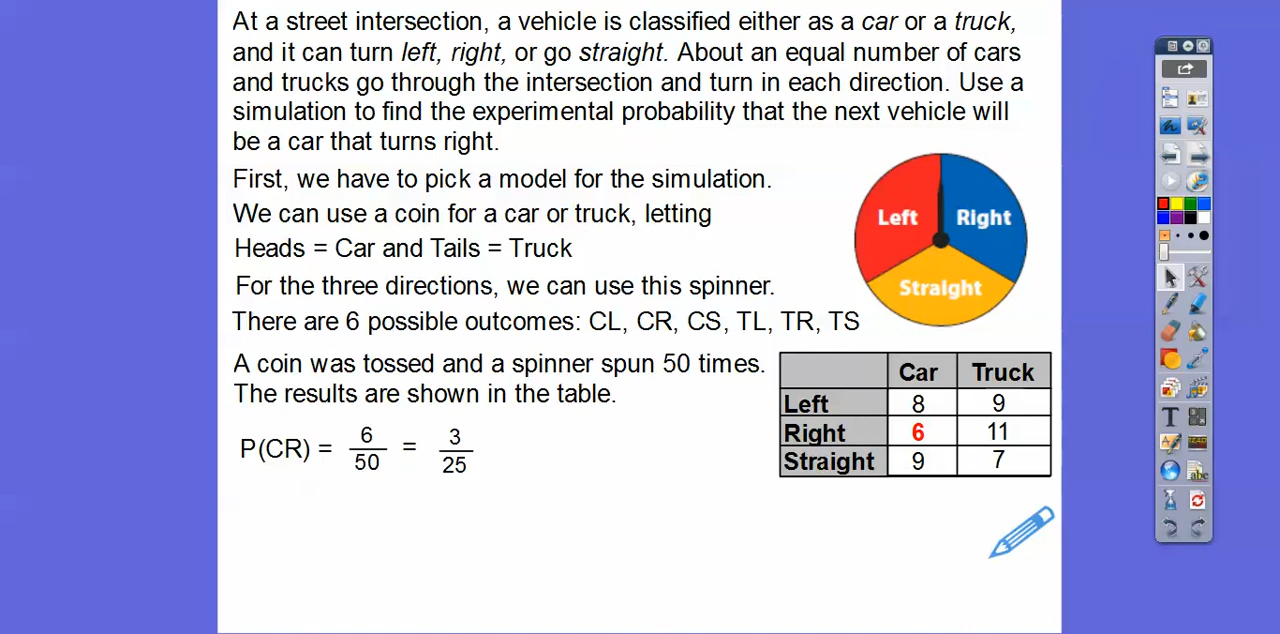 At a street intersection, a vehicle is classified either as a car or a truck,
and it can turn left, right, or go straight. About an equal number of cars
and trucks go through the intersection and turn in each direction. Use a
simulation to find the experimental probability that the next vehicle will
be a car that turns right.
First, we have to pick a model for the simulation.
We can use a coin for a car or truck, letting
Heads = Car and Tails = Truck
For the three directions, we can use this spinner.
There are 6 possible outcomes: CL, CR, CS, TL, TR, TS
Left Right
Straight
A coin was tossed and a spinner spun 50 times.
The results are shown in the table.
P(CR) = 6/50 = 3/25
Car Truck
Left 8 9
Right 6 11
Straight 9 7